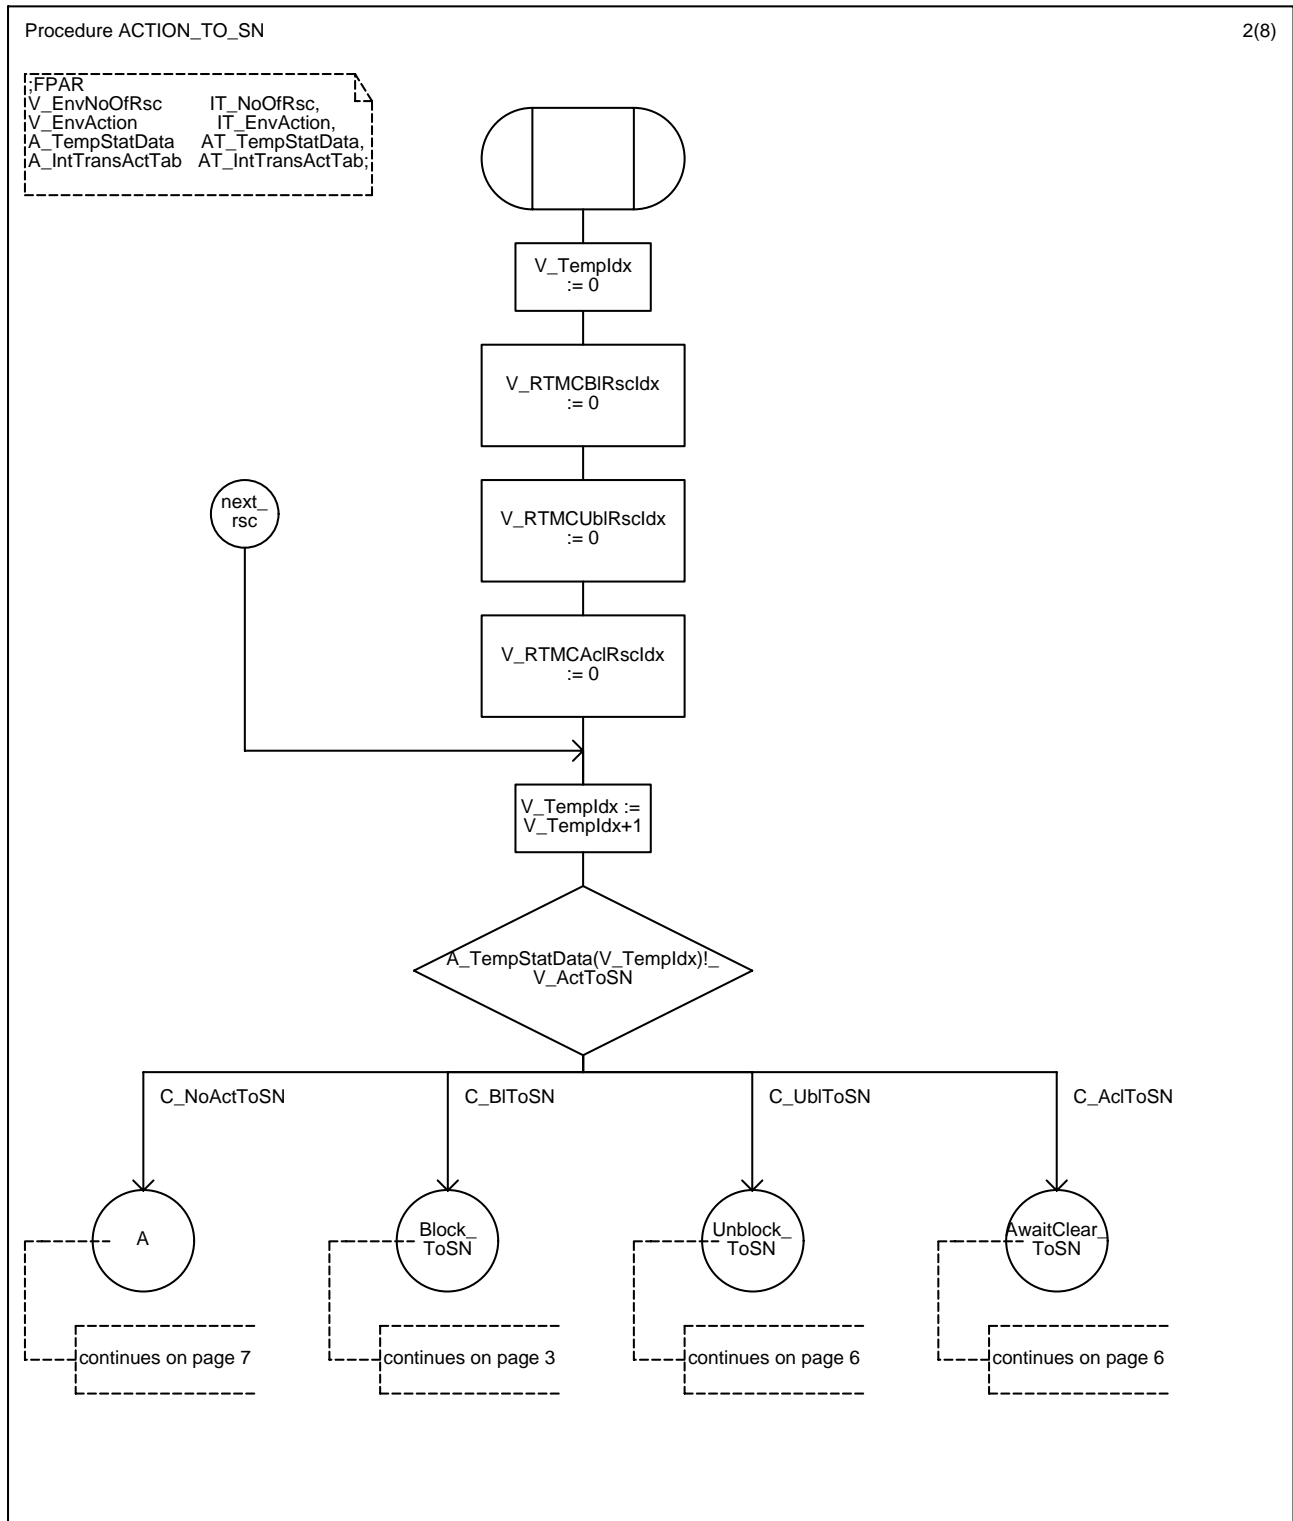 Procedure ACTION_TO_SN
2(8)
;FPAR
V_EnvNoOfRsc IT_NoOfRsc,
V_EnvAction IT_EnvAction,
A_TempStatData AT_TempStatData,
A_IntTransActTab AT_IntTransActTab;
V_TempIdx
:= 0
V_RTMCBlRscIdx
:= 0
next_
rsc
V_RTMCUblRscIdx
:= 0
V_RTMCAclRscIdx
:= 0
V_TempIdx :=
V_TempIdx+1
A_TempStatData(V_TempIdx)!_
V_ActToSN
C_NoActToSN
C_BlToSN
C_UblToSN
C_AclToSN
A
Block_
ToSN
Unblock_
ToSN
AwaitClear_
ToSN
continues on page 7
continues on page 3
continues on page 6
continues on page 6